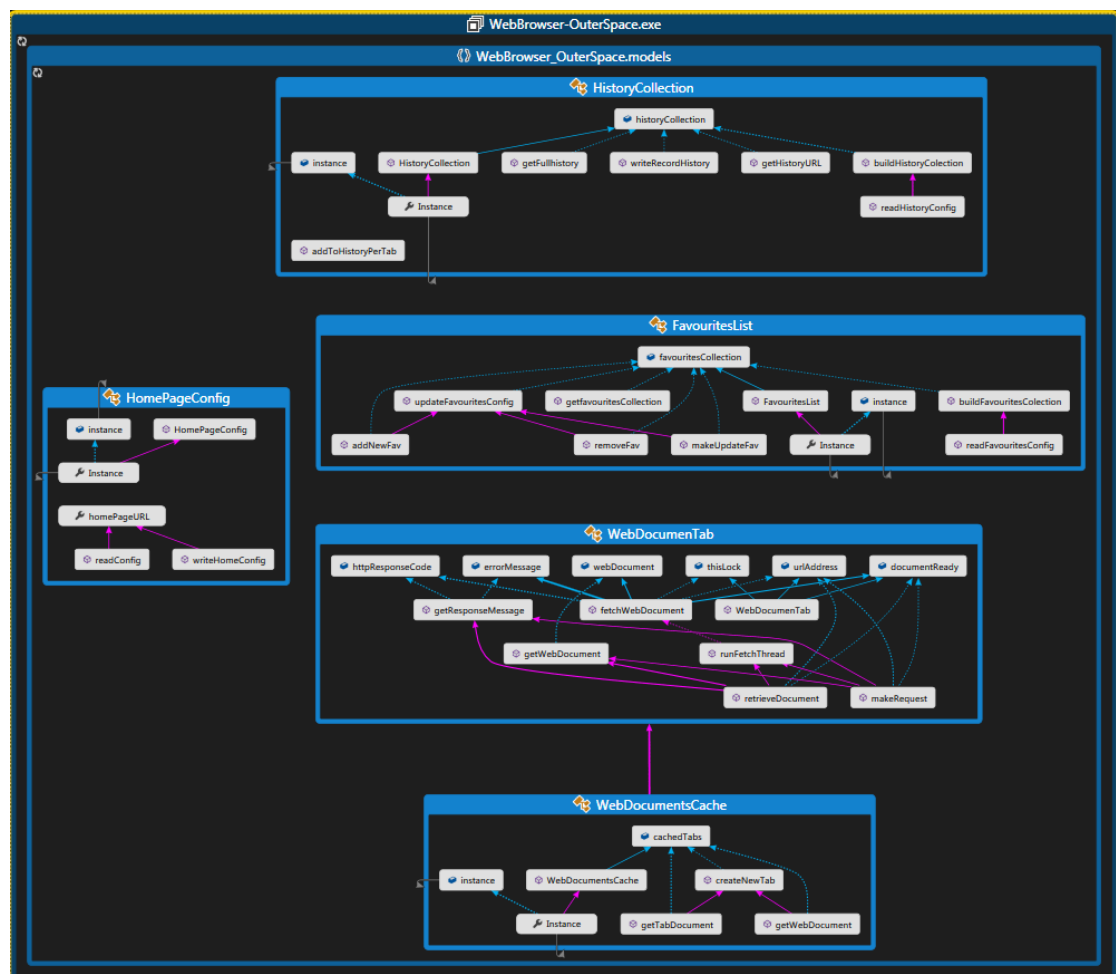 WebBrowser-OuterSpace.exe
WebBrowser_OuterSpace.models
HistoryCollection
historyCollection
instance
HistoryCollection
getFullhistory
writeRecordHistory
getHistoryURL
buildHistoryColection
Instance
readHistoryConfig
addToHistoryPerTab
FavouritesList
favouritesCollection
updateFavouritesConfig
getfavouritesCollection
FavouritesList
instance
buildFavouritesColection
addNewFav
removeFav
makeUpdateFav
Instance
readFavouritesConfig
HomePageConfig
instance
HomePageConfig
Instance
homePageURL
readConfig
writeHomeConfig
WebDocumenTab
httpResponseCode
errorMessage
webDocument
thisLock
urlAddress
documentReady
getResponseMessage
fetchWebDocument
WebDocumenTab
getWebDocument
runFetchThread
retrieveDocument
makeRequest
WebDocumentsCache
cachedTabs
instance
WebDocumentsCache
createNewTab
Instance
getTabDocument
getWebDocument